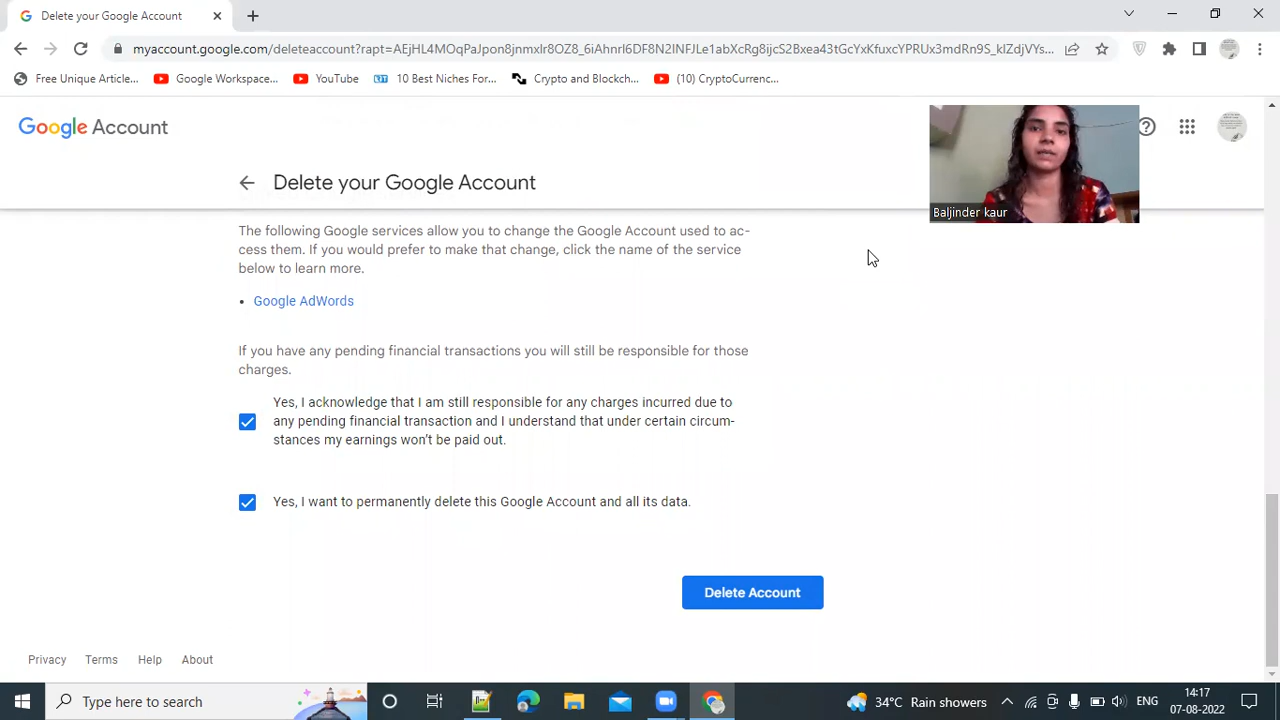 Delete your Google Account
myaccount.google.com/deleteaccount?rapt=AEjHL4MOqPaJpon8jnmxlr8OZ8_6iAhnrl6DF8N2INFJLe1abXcRg8ijcS2Bxea43tGcYxKfuxcYPRUx3mdRn9S_kIZdjVYs...
Free Unique Article...
Google Workspace...
YouTube
10 Best Niches For...
Crypto and Blockch...
(10) CryptoCurrenc...
Google Account
Delete your Google Account
Baljinder kaur
The following Google services allow you to change the Google Account used to ac-
cess them. If you would prefer to make that change, click the name of the service
below to learn more.
• Google AdWords
If you have any pending financial transactions you will still be responsible for those
charges.
Yes, I acknowledge that I am still responsible for any charges incurred due to
any pending financial transaction and I understand that under certain circum-
stances my earnings won't be paid out.
Yes, I want to permanently delete this Google Account and all its data.
Delete Account
Privacy Terms Help About
Type here to search
34°C Rain showers
ENG
14:17
07-08-2022